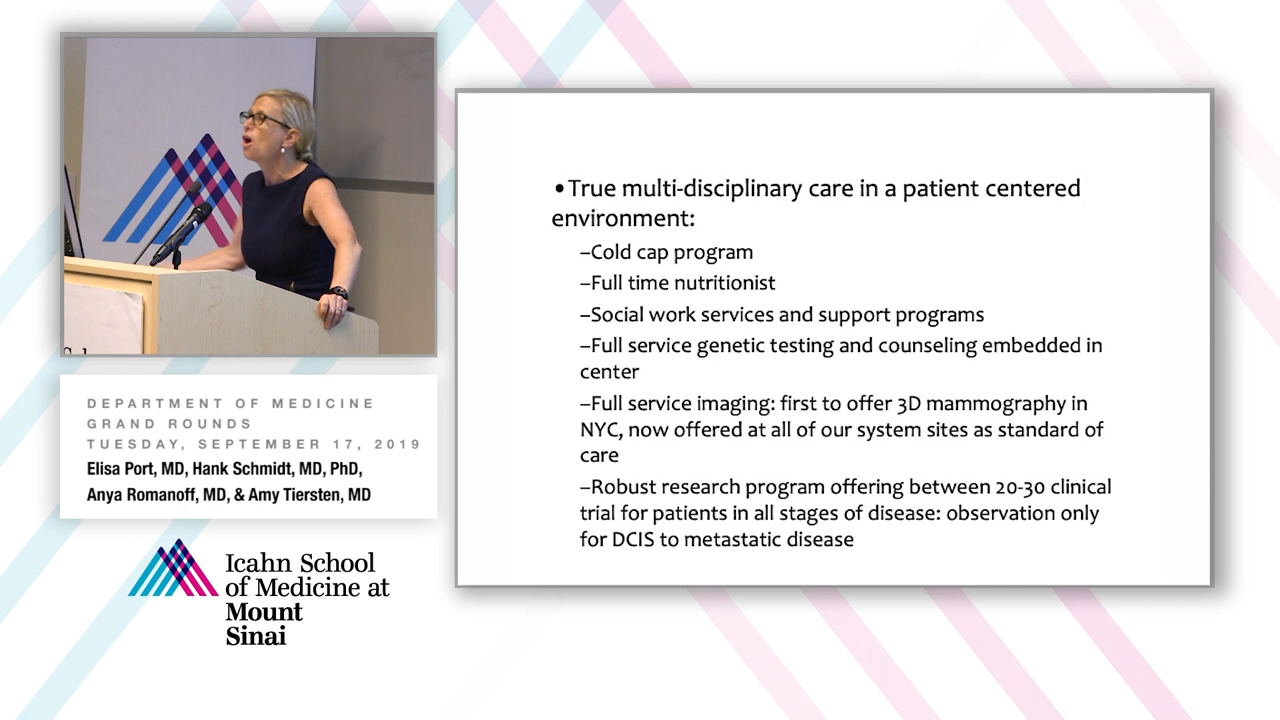 DEPARTMENT OF MEDICINE
GRAND ROUNDS
TUESDAY, SEPTEMBER 17, 2019
Elisa Port, MD, Hank Schmidt, MD, PhD,
Anya Romanoff, MD, & Amy Tiersten, MD
Icahn School
of Medicine at
Mount
Sinai
•True multi-disciplinary care in a patient centered
environment:
–Cold cap program
–Full time nutritionist
–Social work services and support programs
–Full service genetic testing and counseling embedded in
center
–Full service imaging: first to offer 3D mammography in
NYC, now offered at all of our system sites as standard of
care
–Robust research program offering between 20-30 clinical
trial for patients in all stages of disease: observation only
for DCIS to metastatic disease